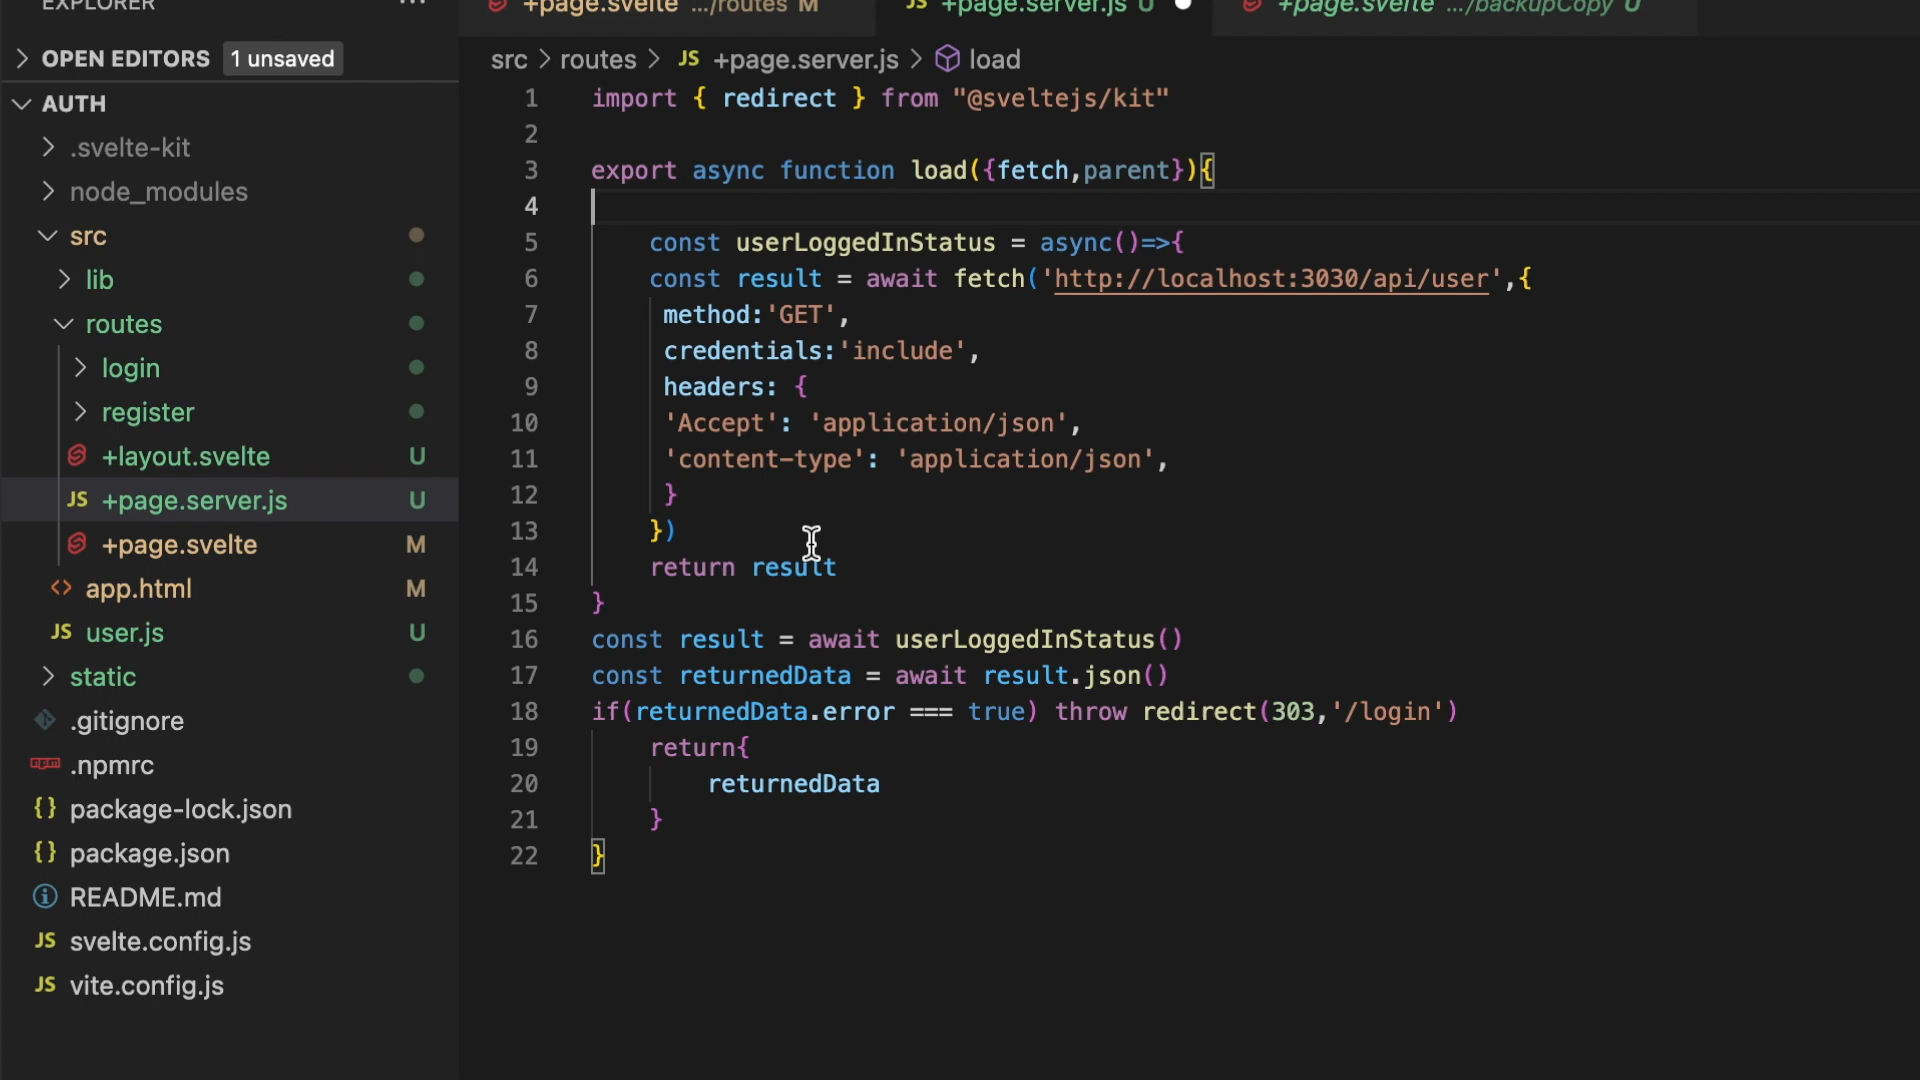 EXPLORER ...
OPEN EDITORS 1 unsaved
AUTH
.svelte-kit
node_modules
src
lib
routes
login
register
+layout.svelte U
JS +page.server.js U
+page.svelte M
<> app.html M
JS user.js U
static
.gitignore
.npmrc
{} package-lock.json
{} package.json
README.md
JS svelte.config.js
JS vite.config.js
+page.svelte .../routes M
JS +page.server.js U
+page.svelte .../backupCopy U
src > routes > JS +page.server.js > load
1 import { redirect } from "@sveltejs/kit"
2
3 export async function load({fetch,parent}){
4
5 const userLoggedInStatus = async()=>{
6 const result = await fetch('http://localhost:3030/api/user',{
7 method:'GET',
8 credentials:'include',
9 headers: {
10 'Accept': 'application/json',
11 'content-type': 'application/json',
12 }
13 })
14 return result
15 }
16 const result = await userLoggedInStatus()
17 const returnedData = await result.json()
18 if(returnedData.error === true) throw redirect(303,'/login')
19 return{
20 returnedData
21 }
22 }